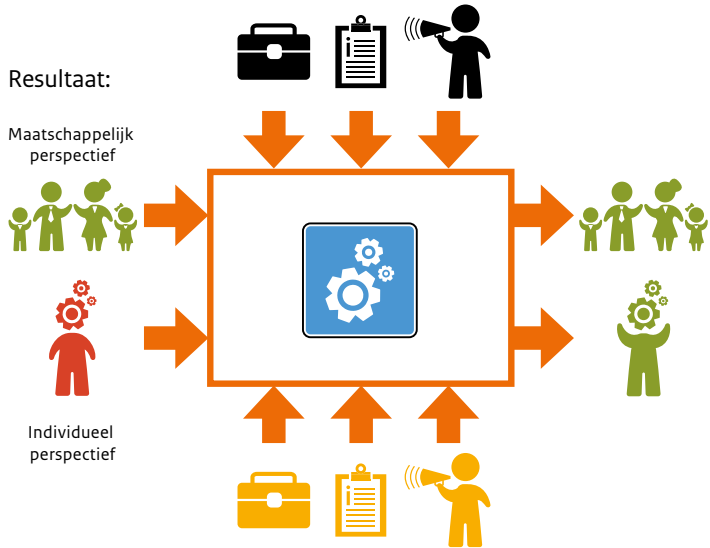 Resultaat:
Maatschappelijk
perspectief
Individueel
perspectief